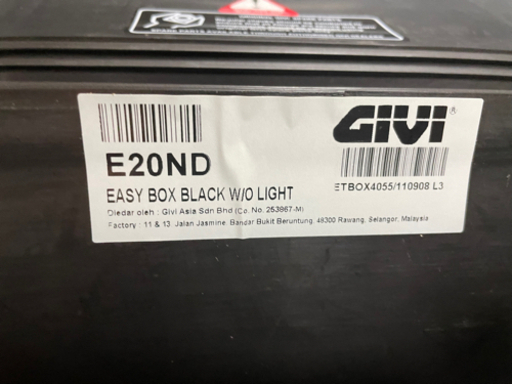 GIVI®
E20ND
EASY BOX BLACK W/O LIGHT
ETBOX4055/110908 L3
Diedar oleh : Givi Asia Sdn Bhd (Co. No. 253967-M)
Factory : 11 & 13. Jalan Jasmine. Bandar Bukit Beruntung. 48300 Rawang. Selangor. Malaysia